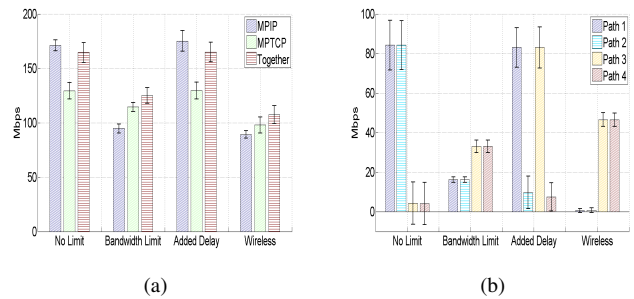 200
150
100
50
0
Mbps
MPIP
MPTCP
Together
No Limit
Bandwidth Limit
Added Delay
Wireless
(a)
100
80
60
40
20
0
Mbps
Path 1
Path 2
Path 3
Path 4
No Limit
Bandwidth Limit
Added Delay
Wireless
(b)